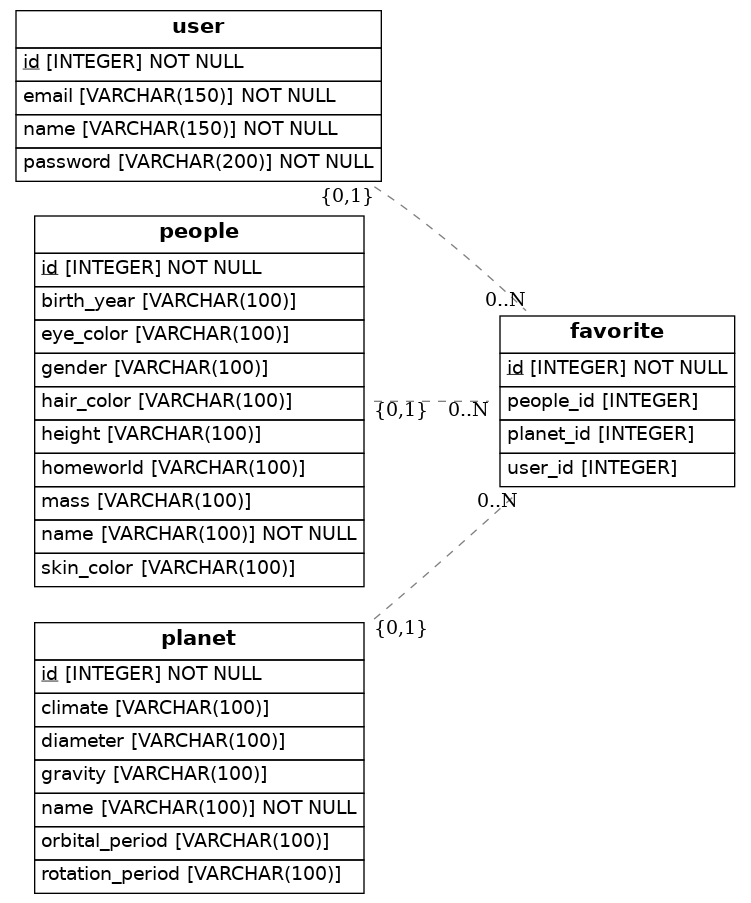 user
id [INTEGER] NOT NULL
email [VARCHAR(150)] NOT NULL
name [VARCHAR(150)] NOT NULL
password [VARCHAR(200)] NOT NULL
{0,1}
people
id [INTEGER] NOT NULL
birth_year [VARCHAR(100)]
eye_color [VARCHAR(100)]
gender [VARCHAR(100)]
hair_color [VARCHAR(100)]
height [VARCHAR(100)]
homeworld [VARCHAR(100)]
mass [VARCHAR(100)]
name [VARCHAR(100)] NOT NULL
skin_color [VARCHAR(100)]
{0,1}
0..N
0..N
favorite
id [INTEGER] NOT NULL
people_id [INTEGER]
planet_id [INTEGER]
user_id [INTEGER]
0..N
{0,1}
planet
id [INTEGER] NOT NULL
climate [VARCHAR(100)]
diameter [VARCHAR(100)]
gravity [VARCHAR(100)]
name [VARCHAR(100)] NOT NULL
orbital_period [VARCHAR(100)]
rotation_period [VARCHAR(100)]